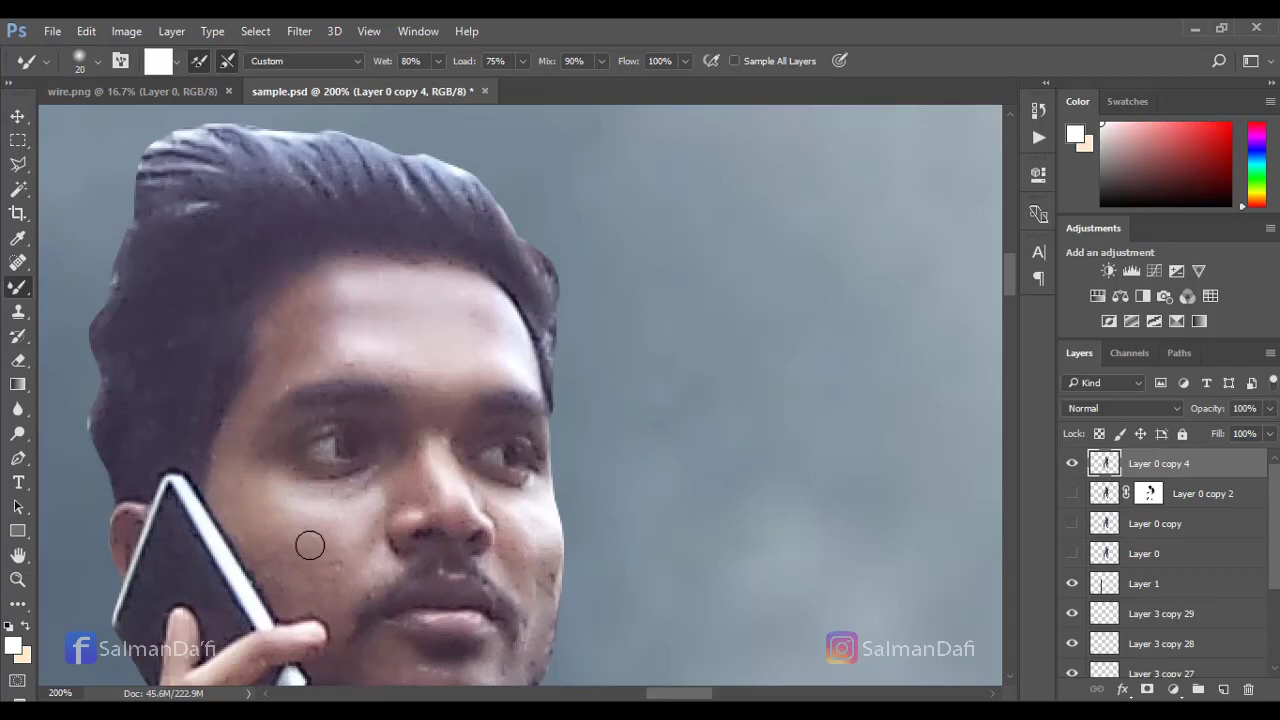 Ps File Edit Image Layer Type Select Filter 3D View Window Help
20 Custom Wet: 80% Load: 75% Mix: 90% Flow: 100% Sample All Layers
wire.png @ 16.7% (Layer 0, RGB/8) sample.psd @ 200% (Layer 0 copy 4, RGB/8) *
Color Swatches
Adjustments
Add an adjustment
Layers Channels Paths
Kind
Normal Opacity: 100%
Lock: Fill: 100%
Layer 0 copy 4
Layer 0 copy 2
Layer 0 copy
Layer 0
Layer 1
Layer 3 copy 29
Layer 3 copy 28
Layer 3 copy 27
f SalmanDa'fi SalmanDafi
200% Doc: 45.6M/222.9M